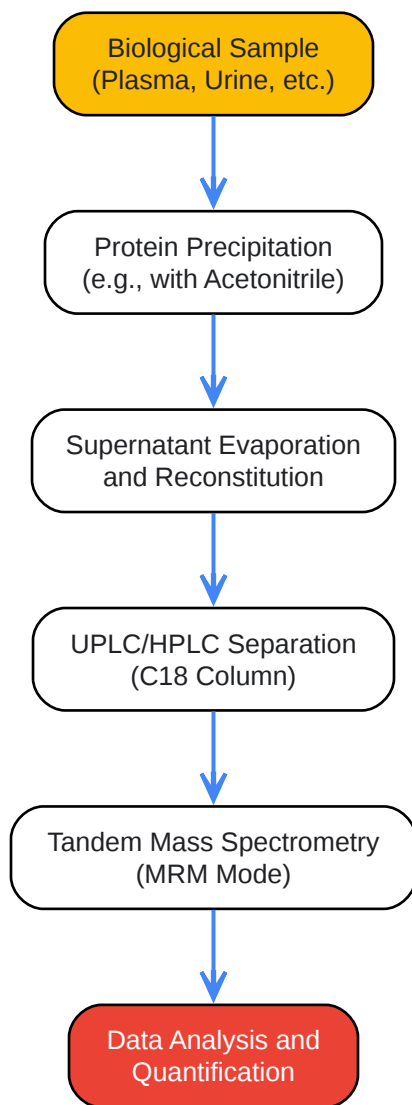 Biological Sample
(Plasma, Urine, etc.)
Protein Precipitation
(e.g., with Acetonitrile)
Supernatant Evaporation
and Reconstitution
UPLC/HPLC Separation
(C18 Column)
Tandem Mass Spectrometry
(MRM Mode)
Data Analysis and
Quantification